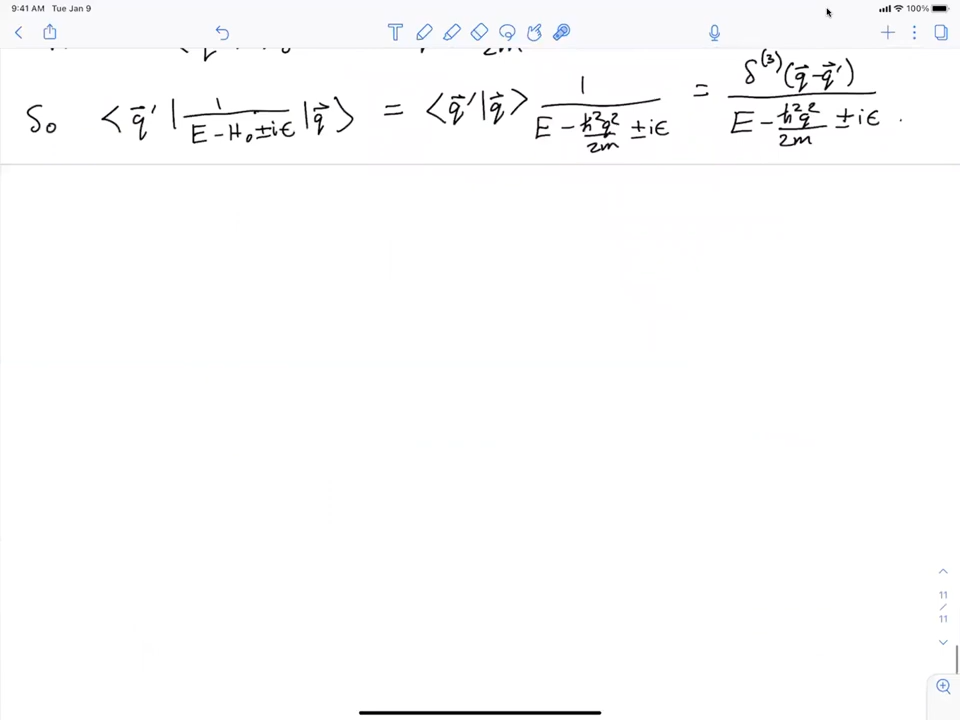 9:41 AM Tue Jan 9
100%
So ⟨q⃗′|1/(E − H₀ ± iϵ)|q⃗⟩ = ⟨q⃗′|q⃗⟩ 1/(E − ħ²q²/2m ± iϵ) = δ⁽³⁾(q⃗−q⃗′)/(E − ħ²q²/2m ± iϵ) .
11
/
11